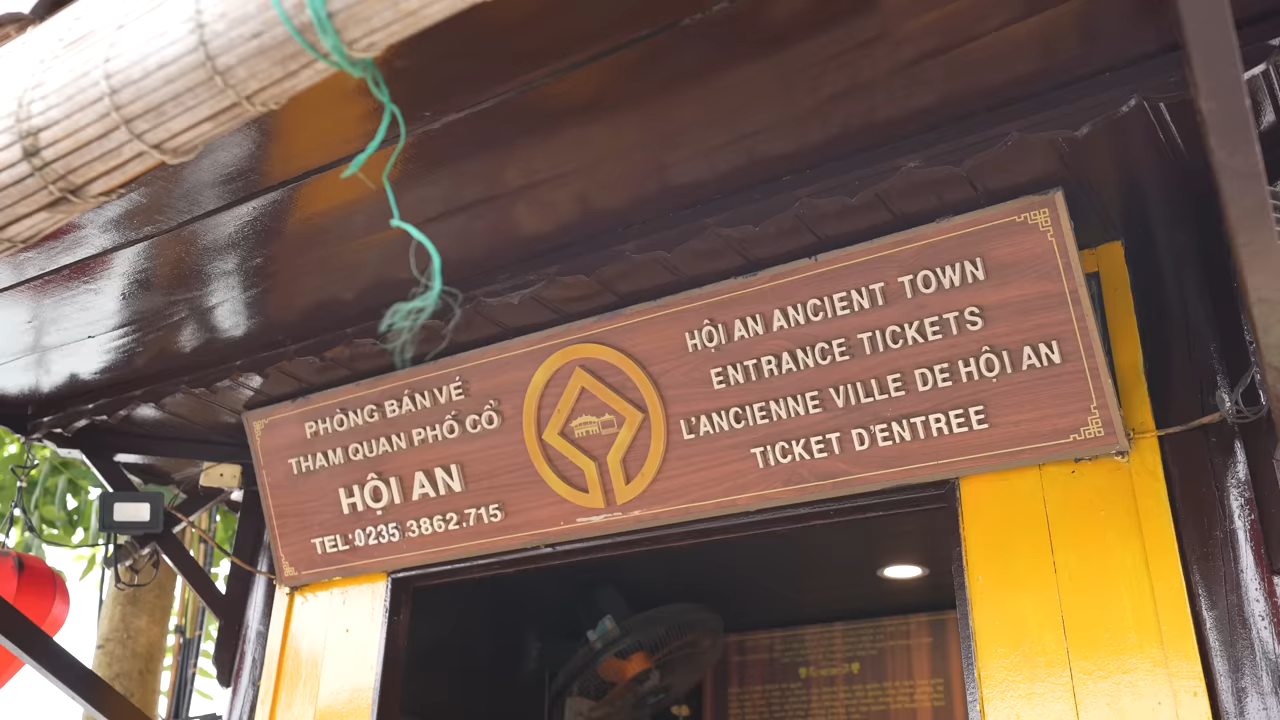 PHÒNG BÁN VÉ
THAM QUAN PHỐ CỔ
HỘI AN
TEL:0235.3862.715
HỘI AN ANCIENT TOWN
ENTRANCE TICKETS
L'ANCIENNE VILLE DE HỘI AN
TICKET D'ENTREE